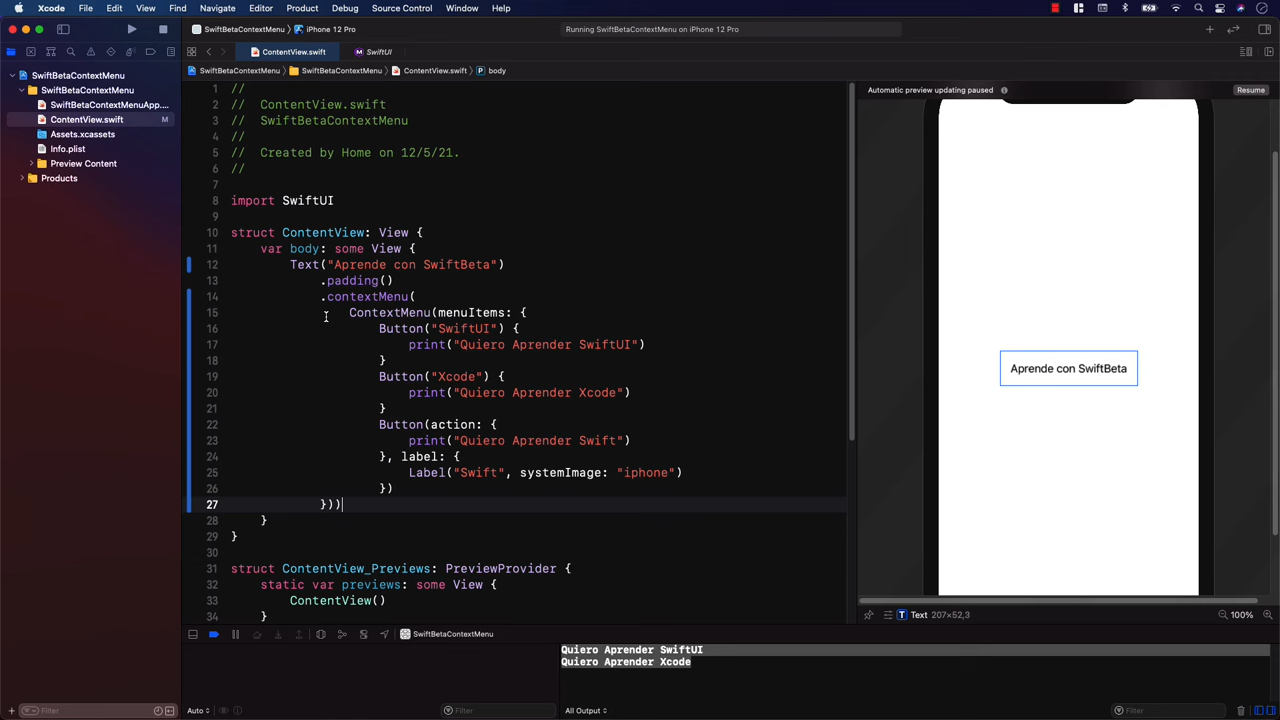 Xcode File Edit View Find Navigate Editor Product Debug Source Control Window Help
SwiftBetaContextMenu iPhone 12 Pro Running SwiftBetaContextMenu on iPhone 12 Pro
ContentView.swift SwiftUI
SwiftBetaContextMenu SwiftBetaContextMenu ContentView.swift body
SwiftBetaContextMenu
SwiftBetaContextMenu
SwiftBetaContextMenuApp....
ContentView.swift M
Assets.xcassets
Info.plist
Preview Content
Products
1 //
2 // ContentView.swift
3 // SwiftBetaContextMenu
4 //
5 // Created by Home on 12/5/21.
6 //
7
8 import SwiftUI
9
10 struct ContentView: View {
11 var body: some View {
12 Text("Aprende con SwiftBeta")
13 .padding()
14 .contextMenu(
15 ContextMenu(menuItems: {
16 Button("SwiftUI") {
17 print("Quiero Aprender SwiftUI")
18 }
19 Button("Xcode") {
20 print("Quiero Aprender Xcode")
21 }
22 Button(action: {
23 print("Quiero Aprender Swift")
24 }, label: {
25 Label("Swift", systemImage: "iphone")
26 })
27 }))
28 }
29 }
30
31 struct ContentView_Previews: PreviewProvider {
32 static var previews: some View {
33 ContentView()
34 }
Automatic preview updating paused Resume
Aprende con SwiftBeta
Text 207×52,3 100%
SwiftBetaContextMenu
Quiero Aprender SwiftUI
Quiero Aprender Xcode
Filter Auto Filter All Output Filter